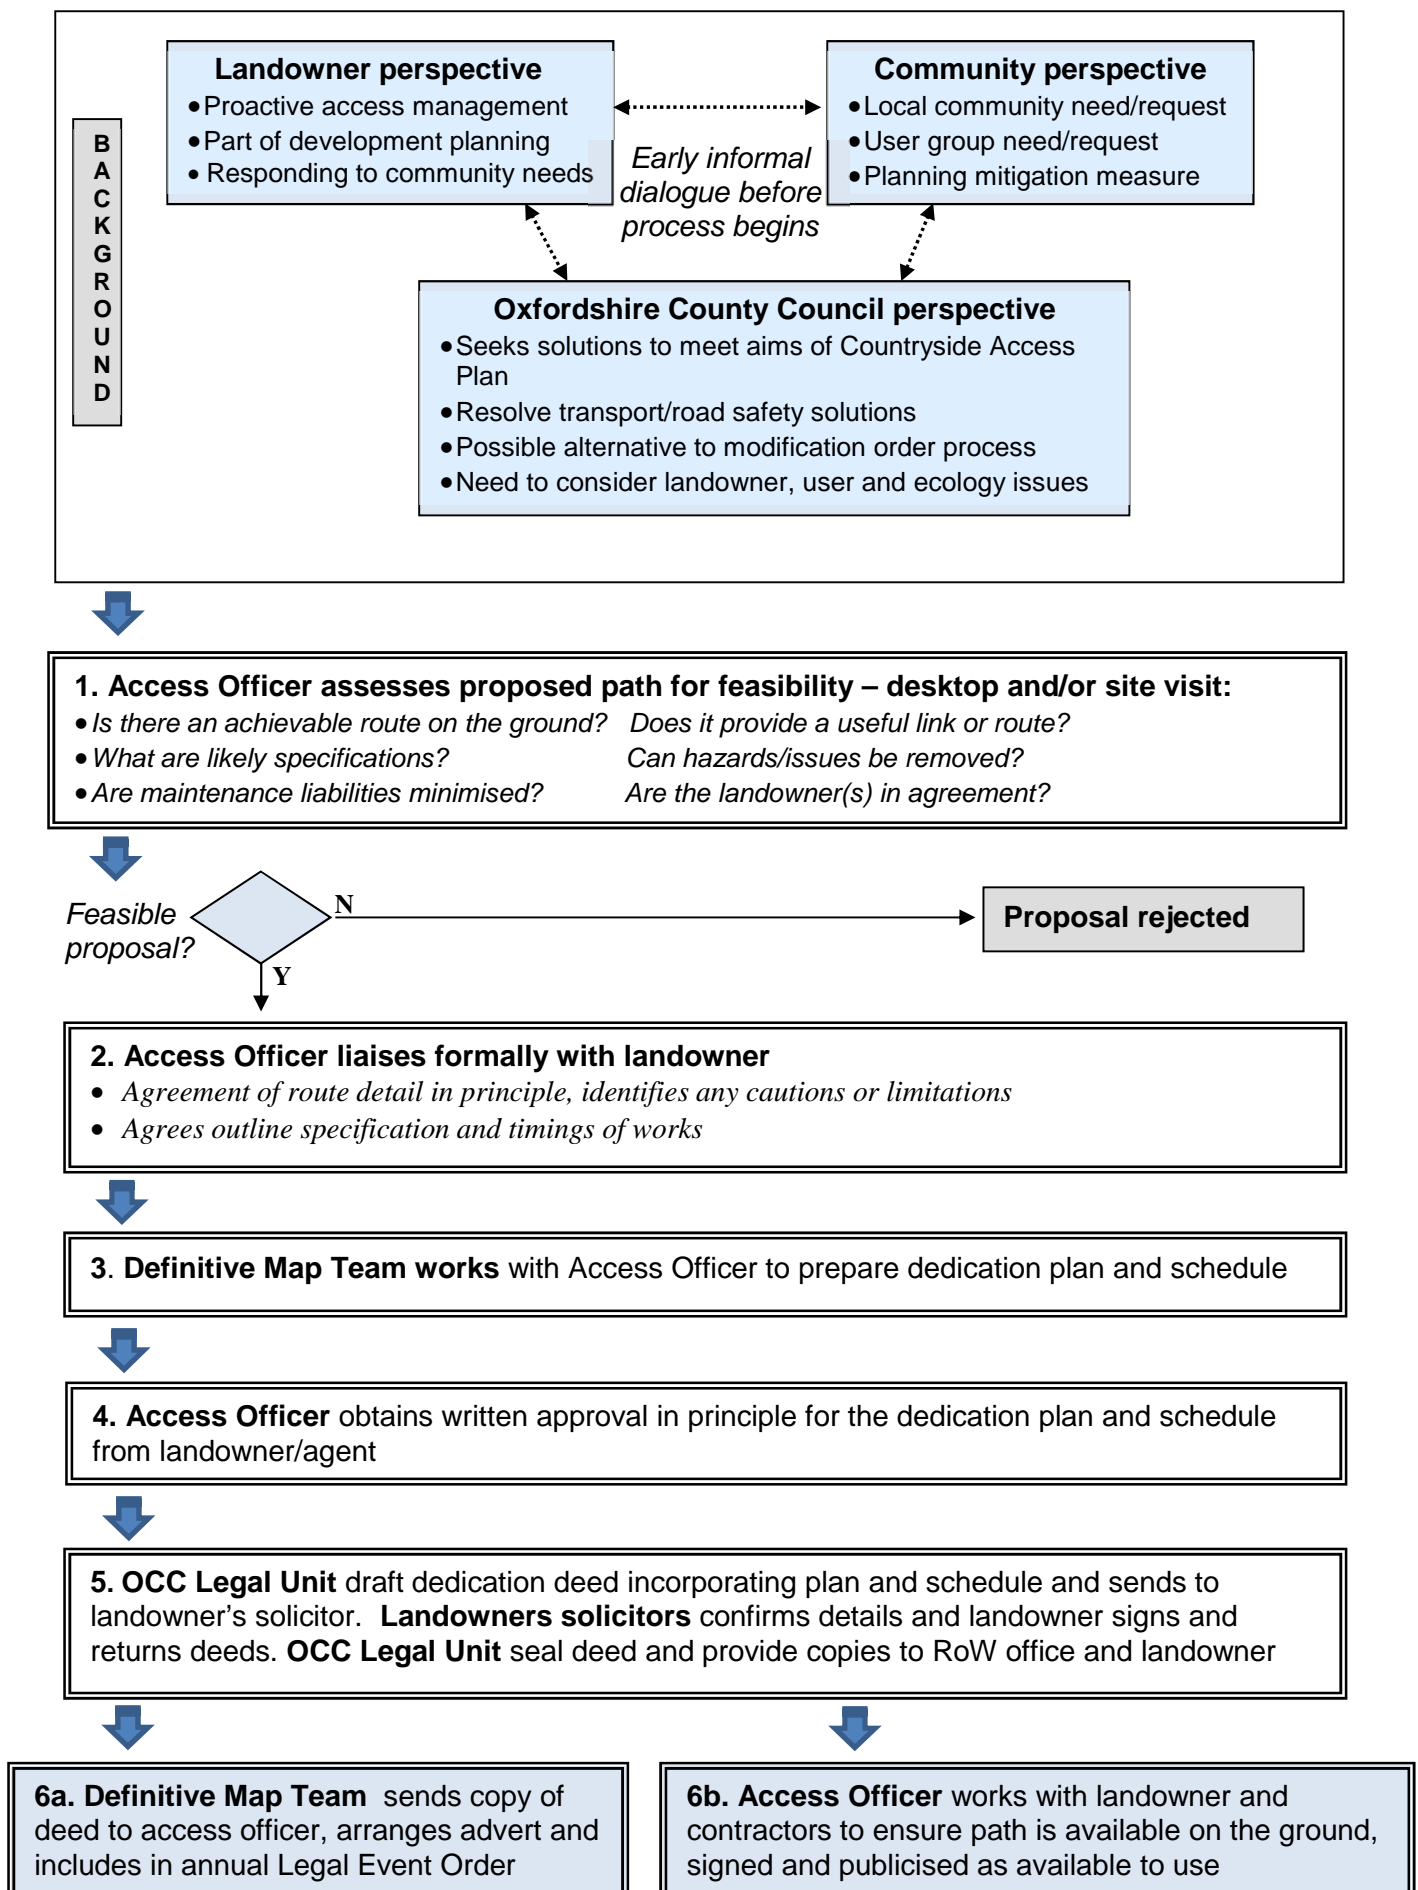 B
A
C
K
G
R
O
U
N
D
Landowner perspective
•Proactive access management
•Part of development planning
• Responding to community needs
Early informal
dialogue before
process begins
Community perspective
•Local community need/request
•User group need/request
•Planning mitigation measure
Oxfordshire County Council perspective
•Seeks solutions to meet aims of Countryside Access
Plan
•Resolve transport/road safety solutions
•Possible alternative to modification order process
•Need to consider landowner, user and ecology issues
1. Access Officer assesses proposed path for feasibility – desktop and/or site visit:
• Is there an achievable route on the ground? Does it provide a useful link or route?
• What are likely specifications? Can hazards/issues be removed?
• Are maintenance liabilities minimised? Are the landowner(s) in agreement?
Feasible
proposal?
N
Proposal rejected
Y
2. Access Officer liaises formally with landowner
• Agreement of route detail in principle, identifies any cautions or limitations
• Agrees outline specification and timings of works
3. Definitive Map Team works with Access Officer to prepare dedication plan and schedule
4. Access Officer obtains written approval in principle for the dedication plan and schedule
from landowner/agent
5. OCC Legal Unit draft dedication deed incorporating plan and schedule and sends to
landowner’s solicitor. Landowners solicitors confirms details and landowner signs and
returns deeds. OCC Legal Unit seal deed and provide copies to RoW office and landowner
6a. Definitive Map Team sends copy of
deed to access officer, arranges advert and
includes in annual Legal Event Order
6b. Access Officer works with landowner and
contractors to ensure path is available on the ground,
signed and publicised as available to use